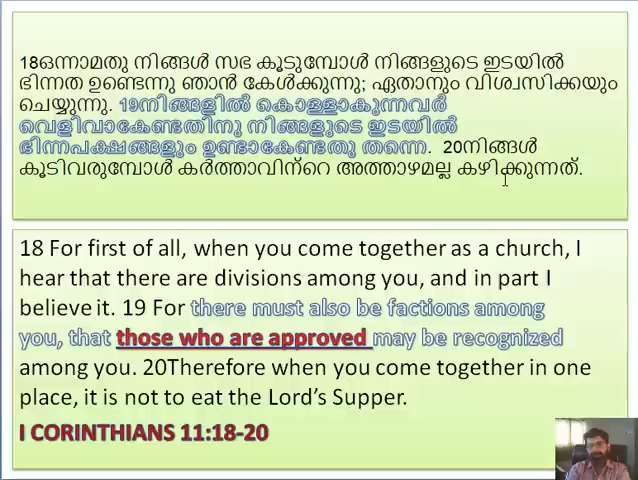 18ഒന്നാമതു നിങ്ങൾ സഭ കൂടുമ്പോൾ നിങ്ങളുടെ ഇടയിൽ
ഭിന്നത ഉണ്ടെന്നു ഞാൻ കേൾക്കുന്നു; ഏതാനും വിശ്വസിക്കയും
ചെയ്യുന്നു. 19നിങ്ങളിൽ കൊള്ളാകുന്നവർ
വെളിവാകേണ്ടതിനു നിങ്ങളുടെ ഇടയിൽ
ഭിന്നപക്ഷങ്ങളും ഉണ്ടാകേണ്ടതു തന്നെ. 20നിങ്ങൾ
കൂടിവരുമ്പോൾ കർത്താവിന്റെ അത്താഴമല്ല കഴിക്കുന്നത്.
18 For first of all, when you come together as a church, I
hear that there are divisions among you, and in part I
believe it. 19 For there must also be factions among
you, that those who are approved may be recognized
among you. 20Therefore when you come together in one
place, it is not to eat the Lord's Supper.
I CORINTHIANS 11:18-20